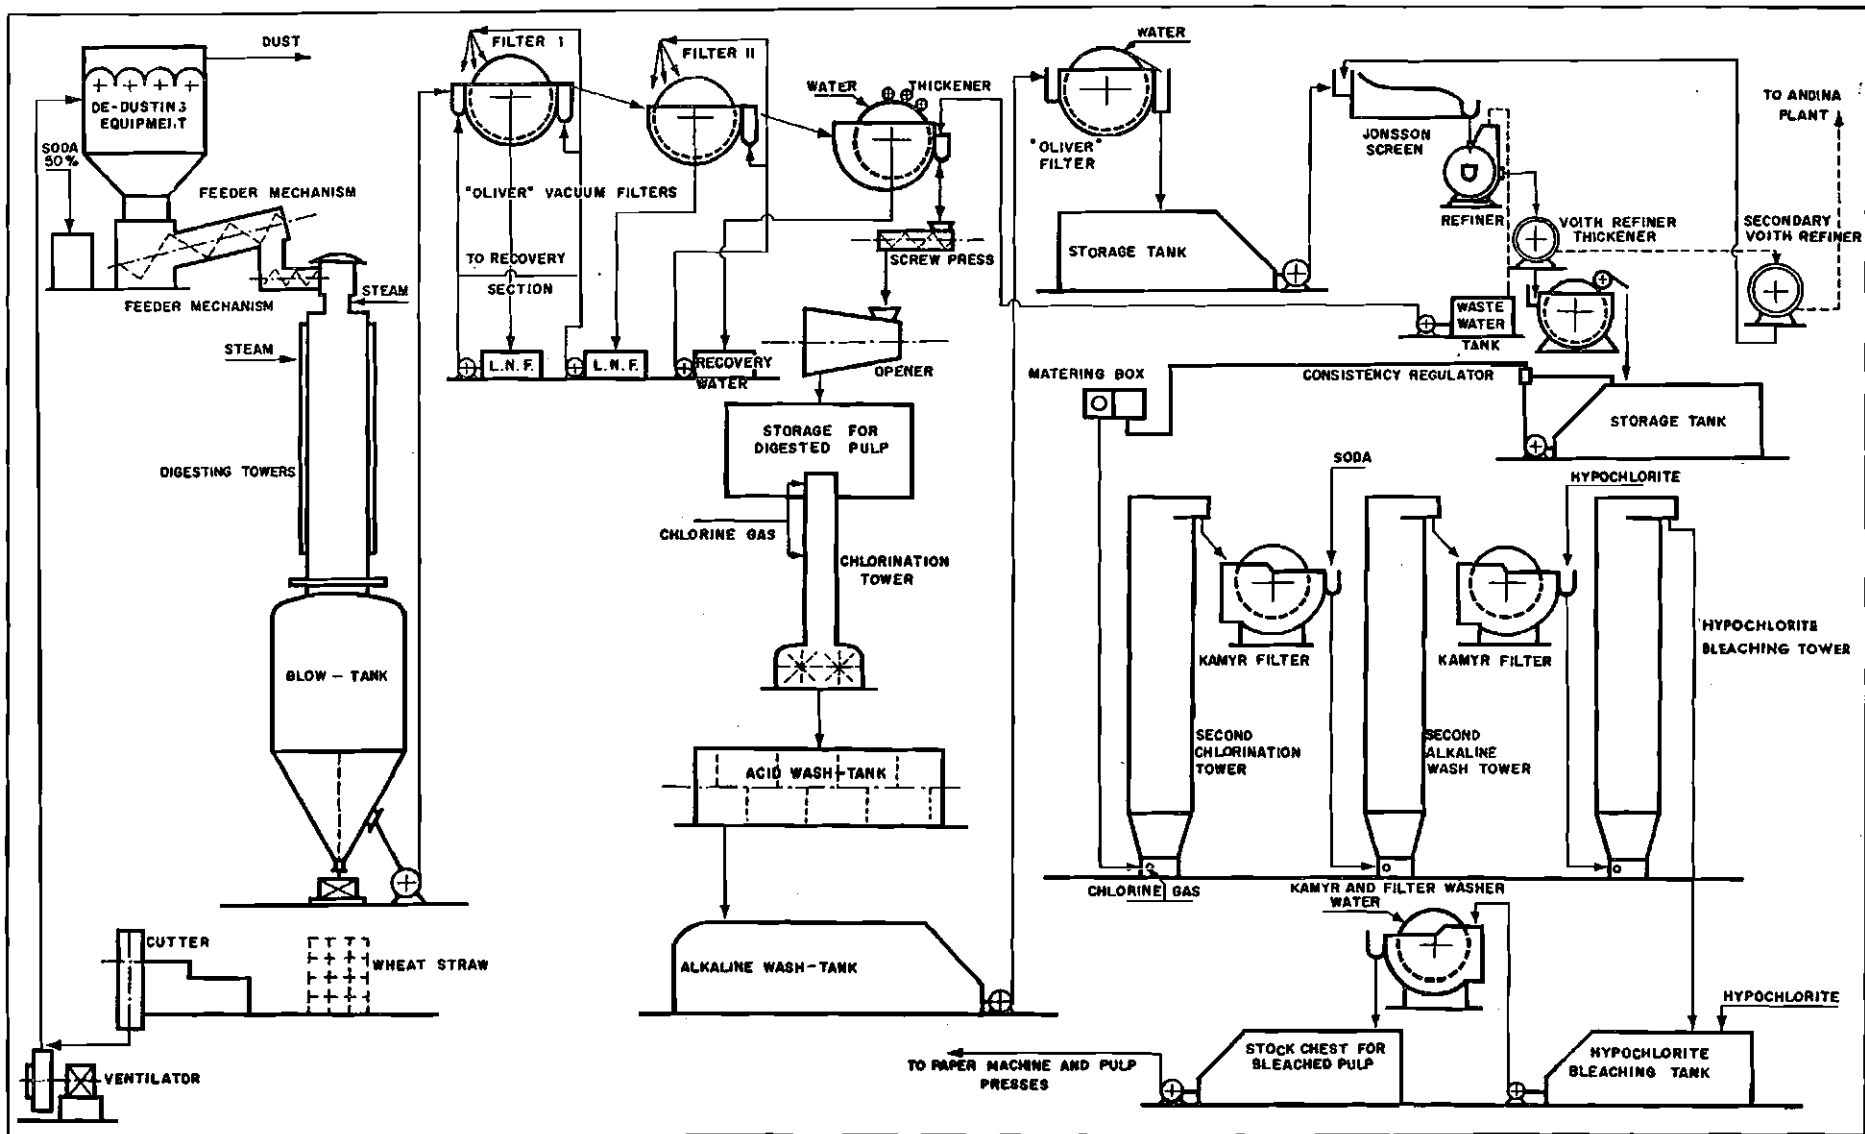 DUST
DE-DUSTING
EQUIPMENT
SODA
50%
FEEDER MECHANISM
FEEDER MECHANISM
STEAM
STEAM
DIGESTING TOWERS
BLOW-TANK
CUTTER
WHEAT STRAW
VENTILATOR
FILTER I
FILTER II
"OLIVER" VACUUM FILTERS
TO RECOVERY
SECTION
L.N.F.
L.N.F.
RECOVERY
WATER
WATER
THICKENER
SCREW PRESS
OPENER
STORAGE FOR
DIGESTED PULP
CHLORINE GAS
CHLORINATION
TOWER
ACID WASH-TANK
ALKALINE WASH-TANK
WATER
"OLIVER"
FILTER
STORAGE TANK
JONSSON
SCREEN
REFINER
TO ANDINA
PLANT
VOITH REFINER
THICKENER
SECONDARY
VOITH REFINER
WASTE
WATER
TANK
MATERING BOX
CONSISTENCY REGULATOR
STORAGE TANK
SODA
HYPOCHLORITE
KAMYR FILTER
KAMYR FILTER
HYPOCHLORITE
BLEACHING TOWER
SECOND
CHLORINATION
TOWER
SECOND
ALKALINE
WASH TOWER
CHLORINE GAS
KAMYR AND FILTER WASHER
WATER
HYPOCHLORITE
STOCK CHEST FOR
BLEACHED PULP
HYPOCHLORITE
BLEACHING TANK
TO PAPER MACHINE AND PULP
PRESSES